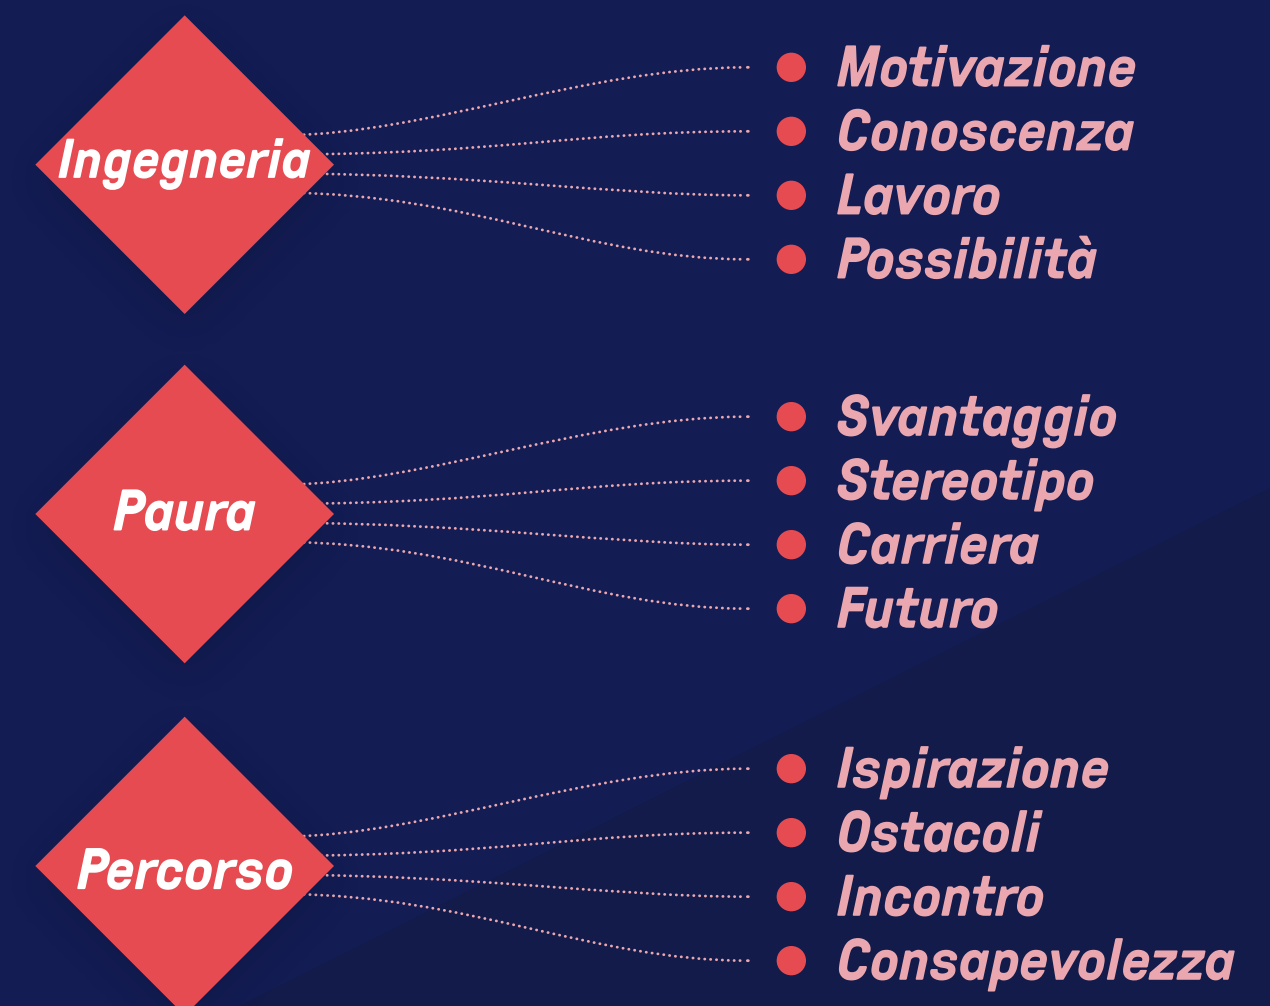 Ingegneria
Motivazione
Conoscenza
Lavoro
Possibilità
Paura
Svantaggio
Stereotipo
Carriera
Futuro
Percorso
Ispirazione
Ostacoli
Incontro
Consapevolezza